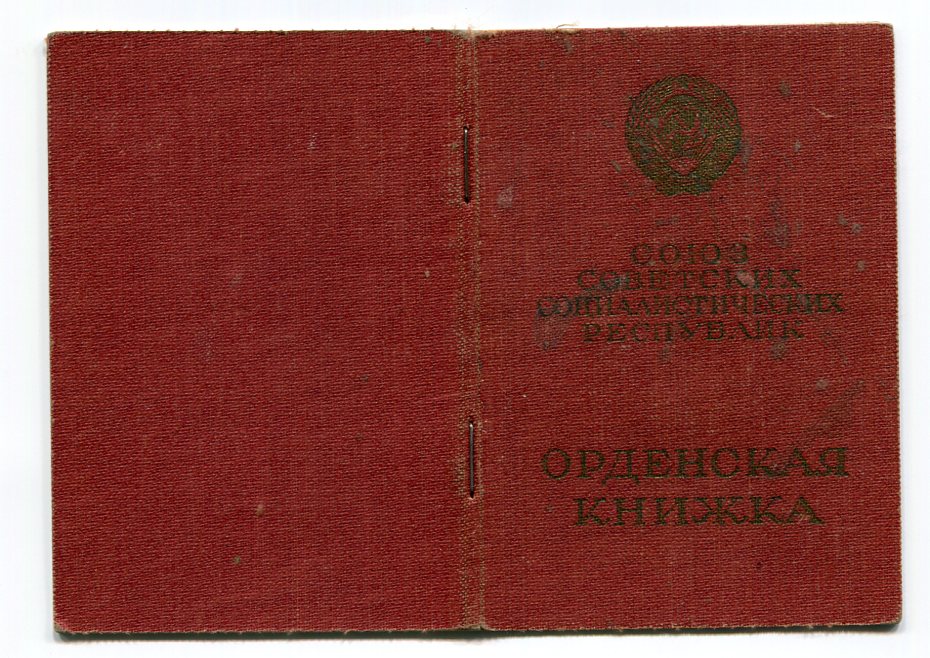 СОЮЗ
СОВЕТСКИХ
СОЦИАЛИСТИЧЕСКИХ
РЕСПУБЛИК
ОРДЕНСКАЯ
КНИЖКА